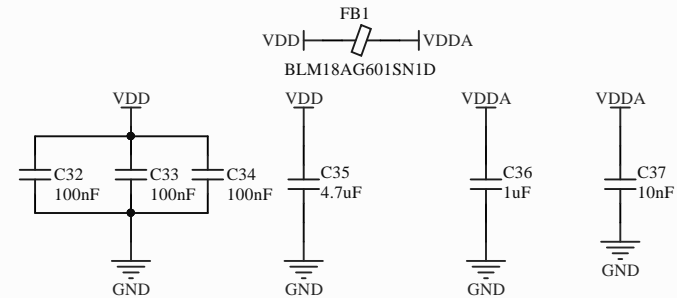 FB1
VDD
VDDA
BLM18AG601SN1D
VDD
VDD
VDDA
VDDA
C32
100nF
C33
100nF
C34
100nF
C35
4.7uF
C36
1uF
C37
10nF
GND
GND
GND
GND